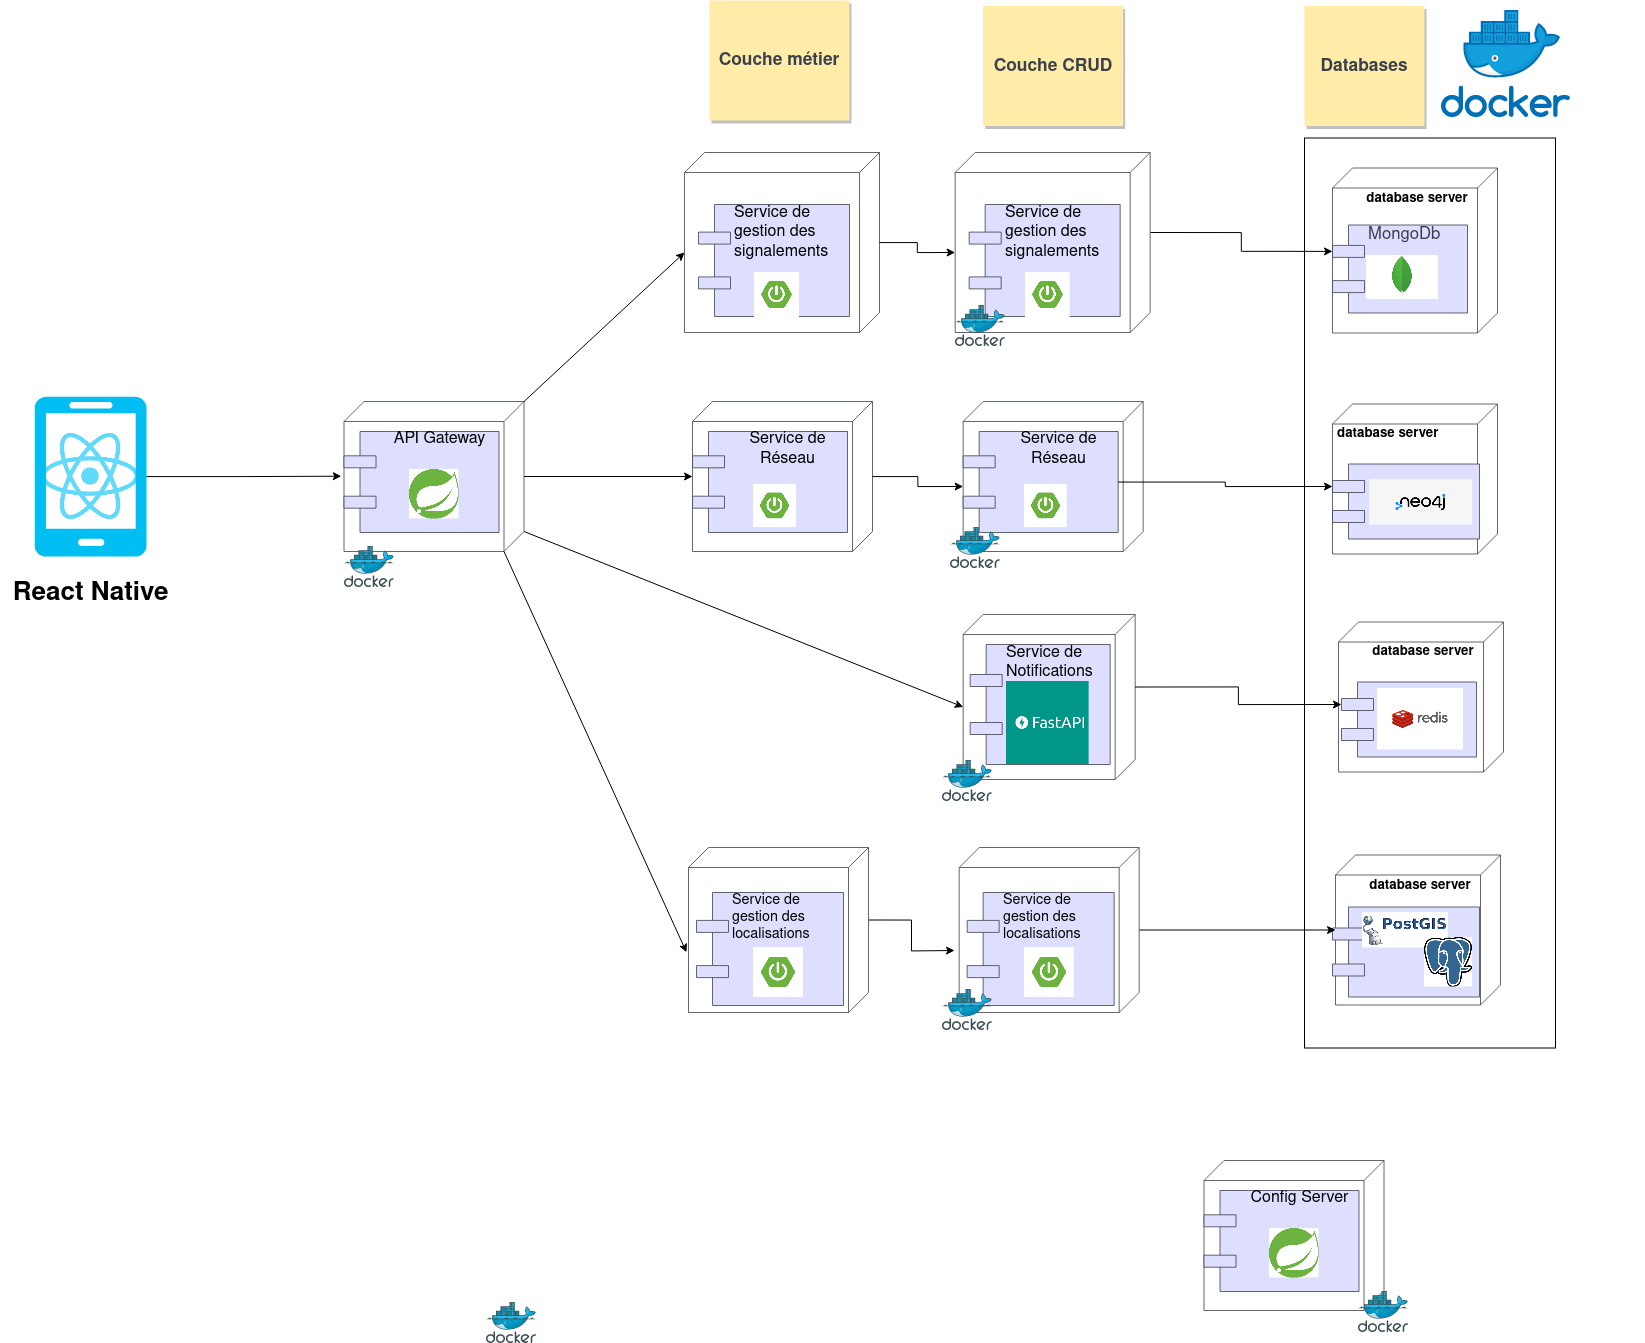 Couche métier
Couche CRUD
Databases
docker
Service de
gestion des
signalements
Service de
gestion des
signalements
docker
database server
MongoDb
React Native
API Gateway
docker
Service de
Réseau
Service de
Réseau
docker
database server
neo4j
Service de
Notifications
FastAPI
docker
database server
redis
Service de
gestion des
localisations
Service de
gestion des
localisations
docker
database server
PostGIS
Config Server
docker
docker